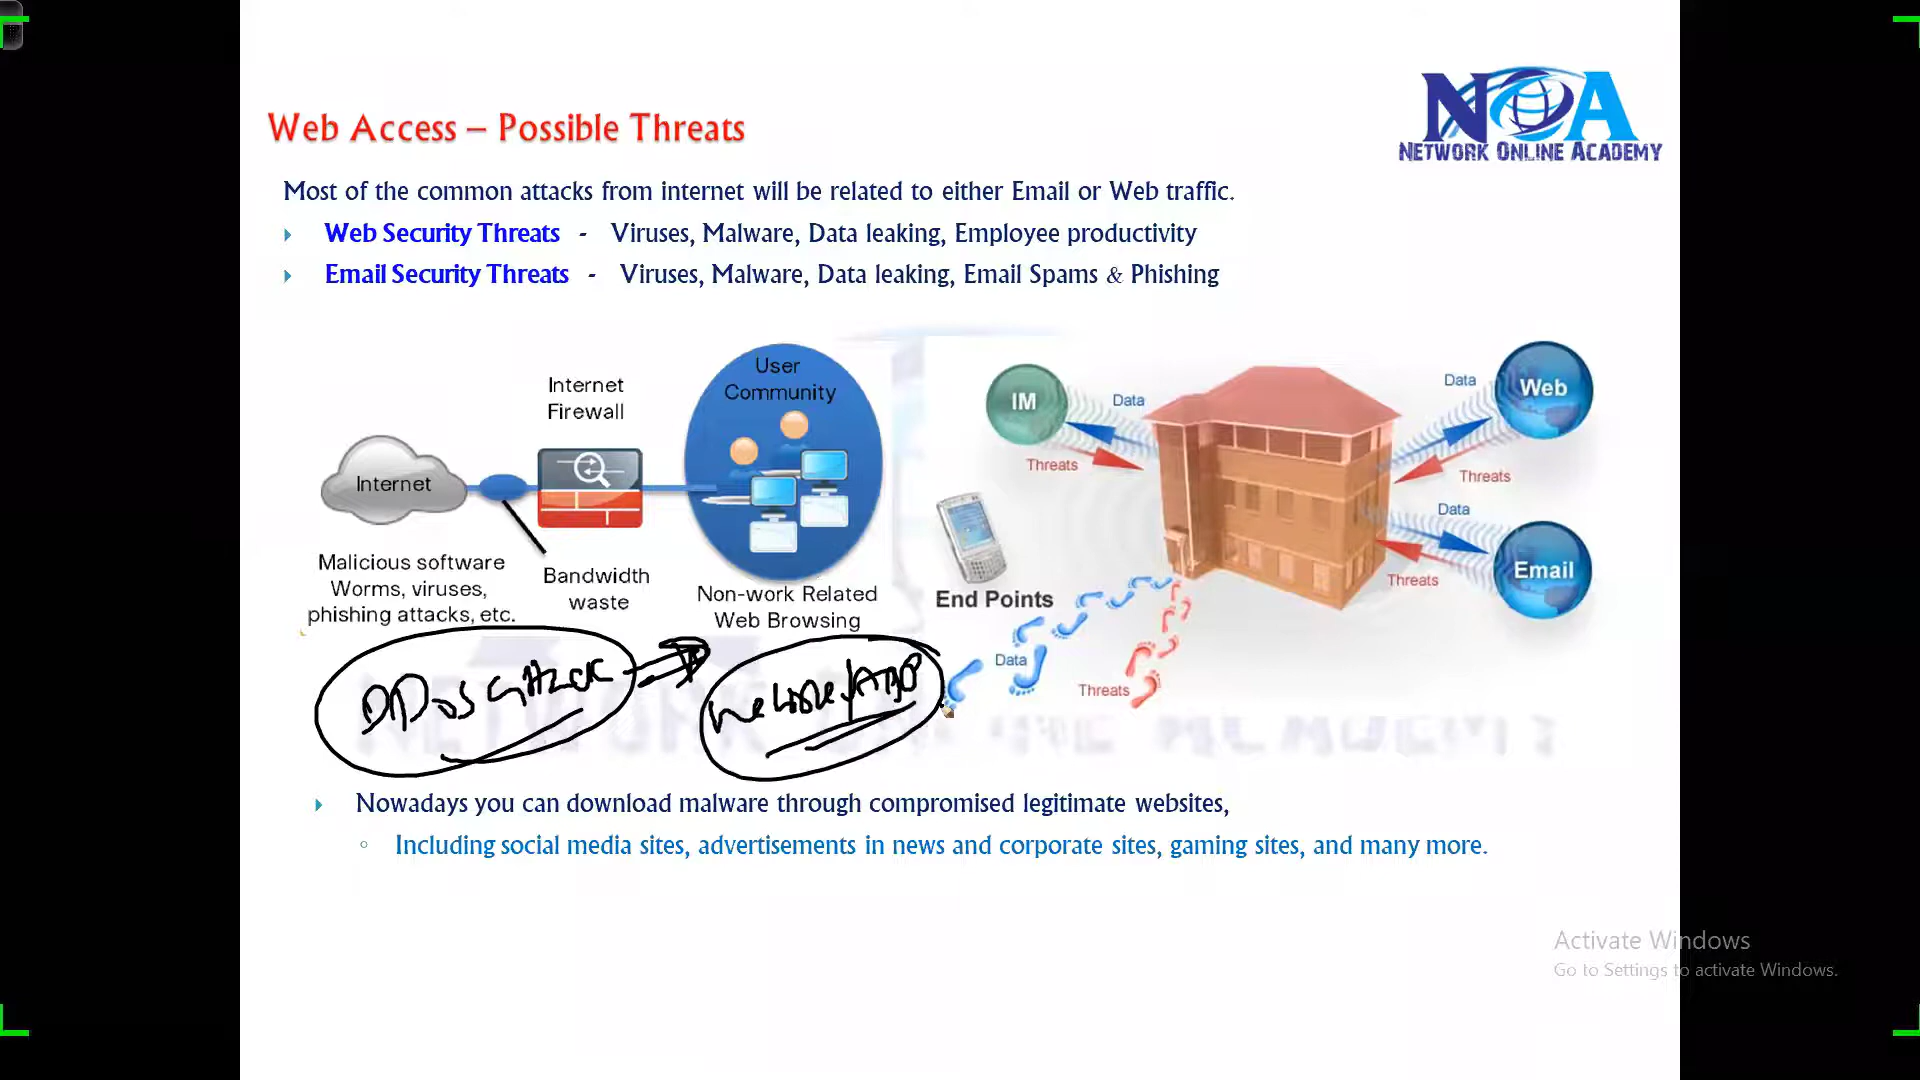 NOA
NETWORK ONLINE ACADEMY
Web Access – Possible Threats
Most of the common attacks from internet will be related to either Email or Web traffic.
Web Security Threats - Viruses, Malware, Data leaking, Employee productivity
Email Security Threats - Viruses, Malware, Data leaking, Email Spams & Phishing
User
Community
Internet
Firewall
Internet
Malicious software
Worms, viruses,
phishing attacks, etc.
Bandwidth
waste
Non-work Related
Web Browsing
IM
Data
Threats
Web
Data
Threats
Data
Email
Threats
End Points
Data
Threats
DDoS attack
NETWORK ONLINE ACADEMY
Nowadays you can download malware through compromised legitimate websites,
Including social media sites, advertisements in news and corporate sites, gaming sites, and many more.
Activate Windows
Go to Settings to activate Windows.